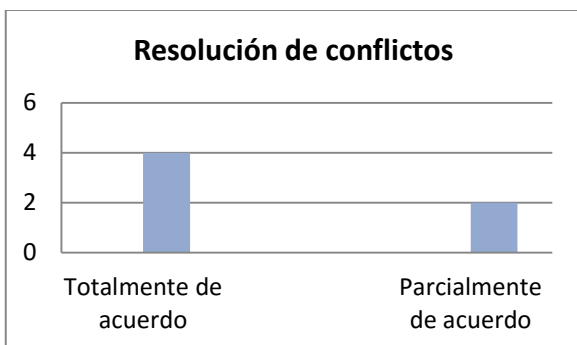 Resolución de conflictos
6
4
2
0
Totalmente de
acuerdo
Parcialmente
de acuerdo